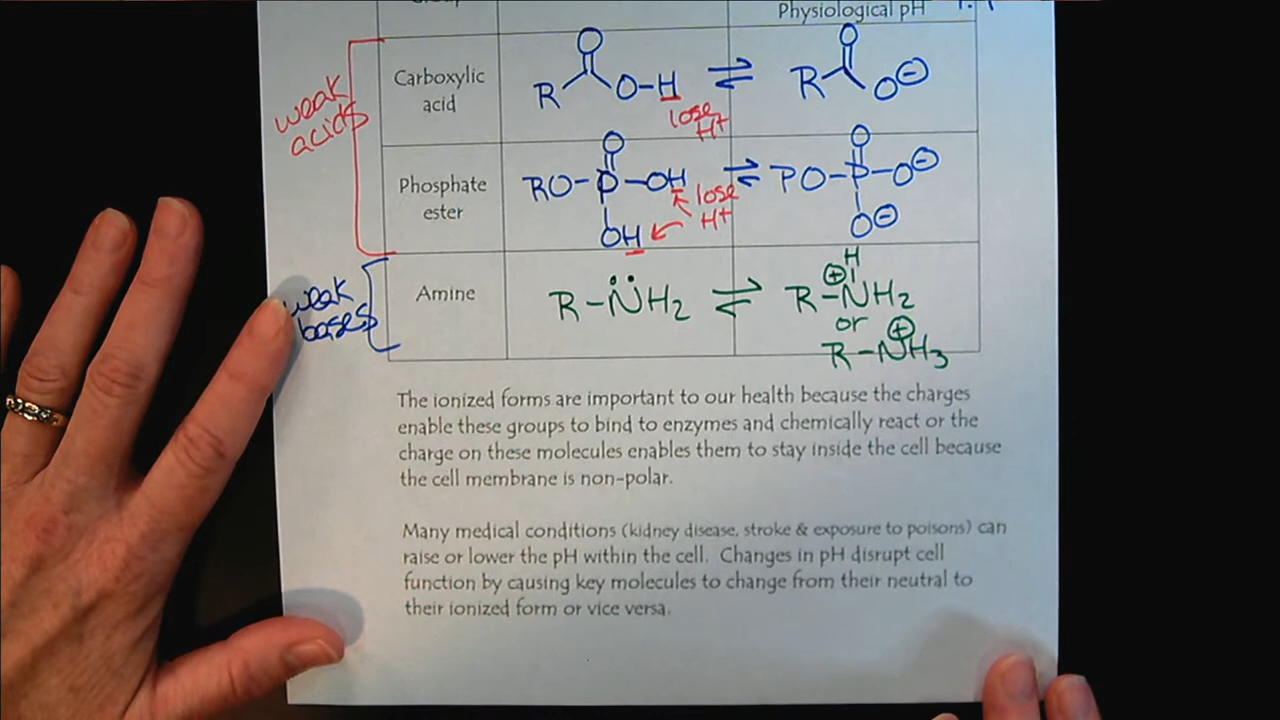 Physiological pH
weak
acids
Carboxylic
acid
R
O
O-H
⇌
R
O
O⊖
lose
H+
Phosphate
ester
RO-P-OH
O
OH
lose
H+
⇌
PO-P-O⊖
O
O⊖
weak
bases
Amine
R-N̈H₂
⇌
H
⊕
R-NH₂
or
⊕
R-NH₃
The ionized forms are important to our health because the charges
enable these groups to bind to enzymes and chemically react or the
charge on these molecules enables them to stay inside the cell because
the cell membrane is non-polar.
Many medical conditions (kidney disease, stroke & exposure to poisons) can
raise or lower the pH within the cell. Changes in pH disrupt cell
function by causing key molecules to change from their neutral to
their ionized form or vice versa.